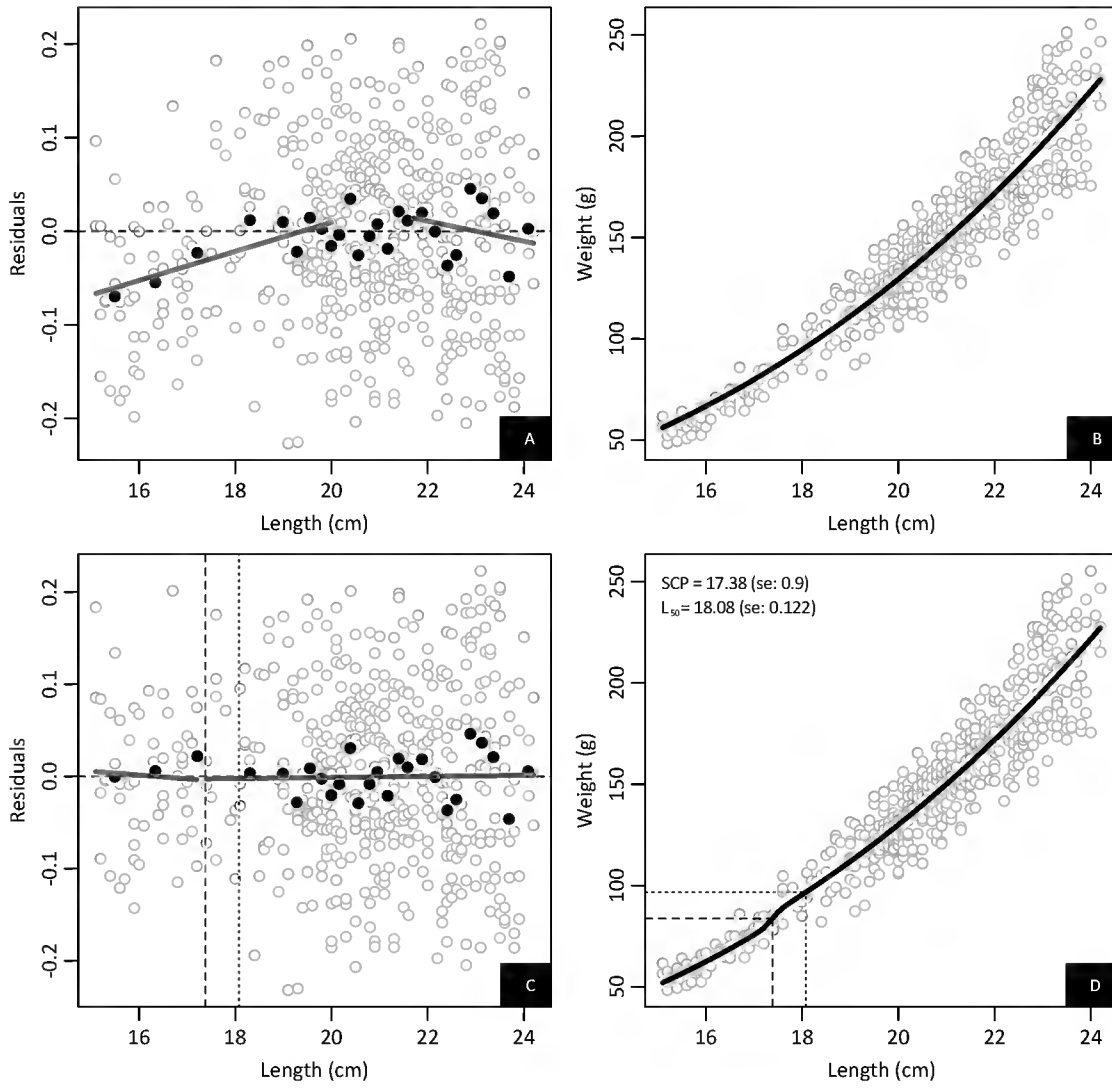 0.2
0.1
0.0
-0.1
-0.2
Residuals
16 18 20 22 24
Length (cm)
A
250
200
150
100
50
Weight (g)
16 18 20 22 24
Length (cm)
B
0.2
0.1
0.0
-0.1
-0.2
Residuals
16 18 20 22 24
Length (cm)
C
SCP = 17.38 (se: 0.9)
L₅₀= 18.08 (se: 0.122)
250
200
150
100
50
Weight (g)
16 18 20 22 24
Length (cm)
D